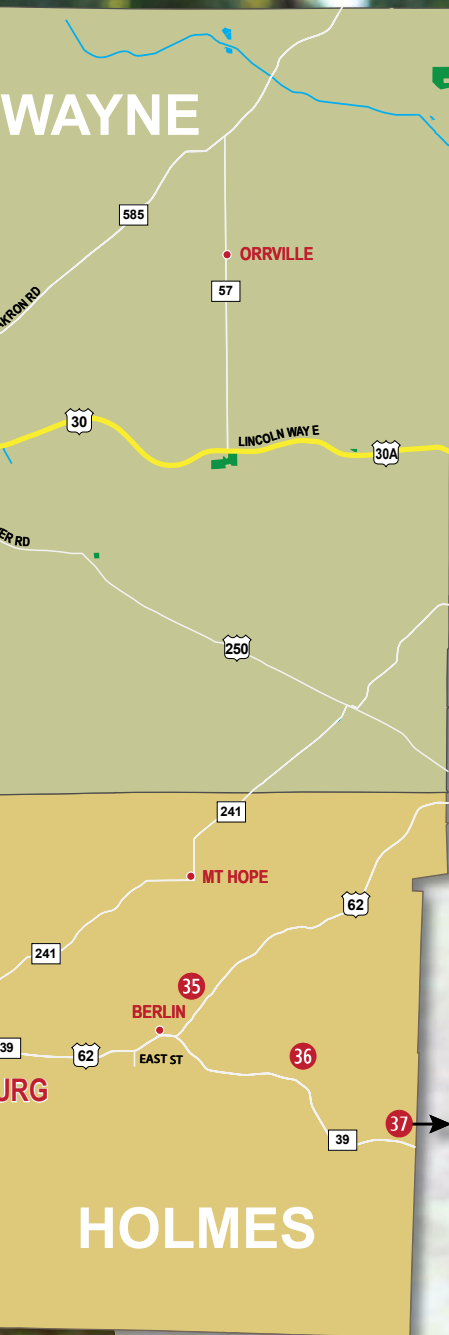 WAYNE
585
ORRVILLE
57
AKRON RD
30
LINCOLN WAY E
30A
ER RD
250
241
MT HOPE
62
241
35
BERLIN
39
62
EAST ST
36
URG
37
39
HOLMES